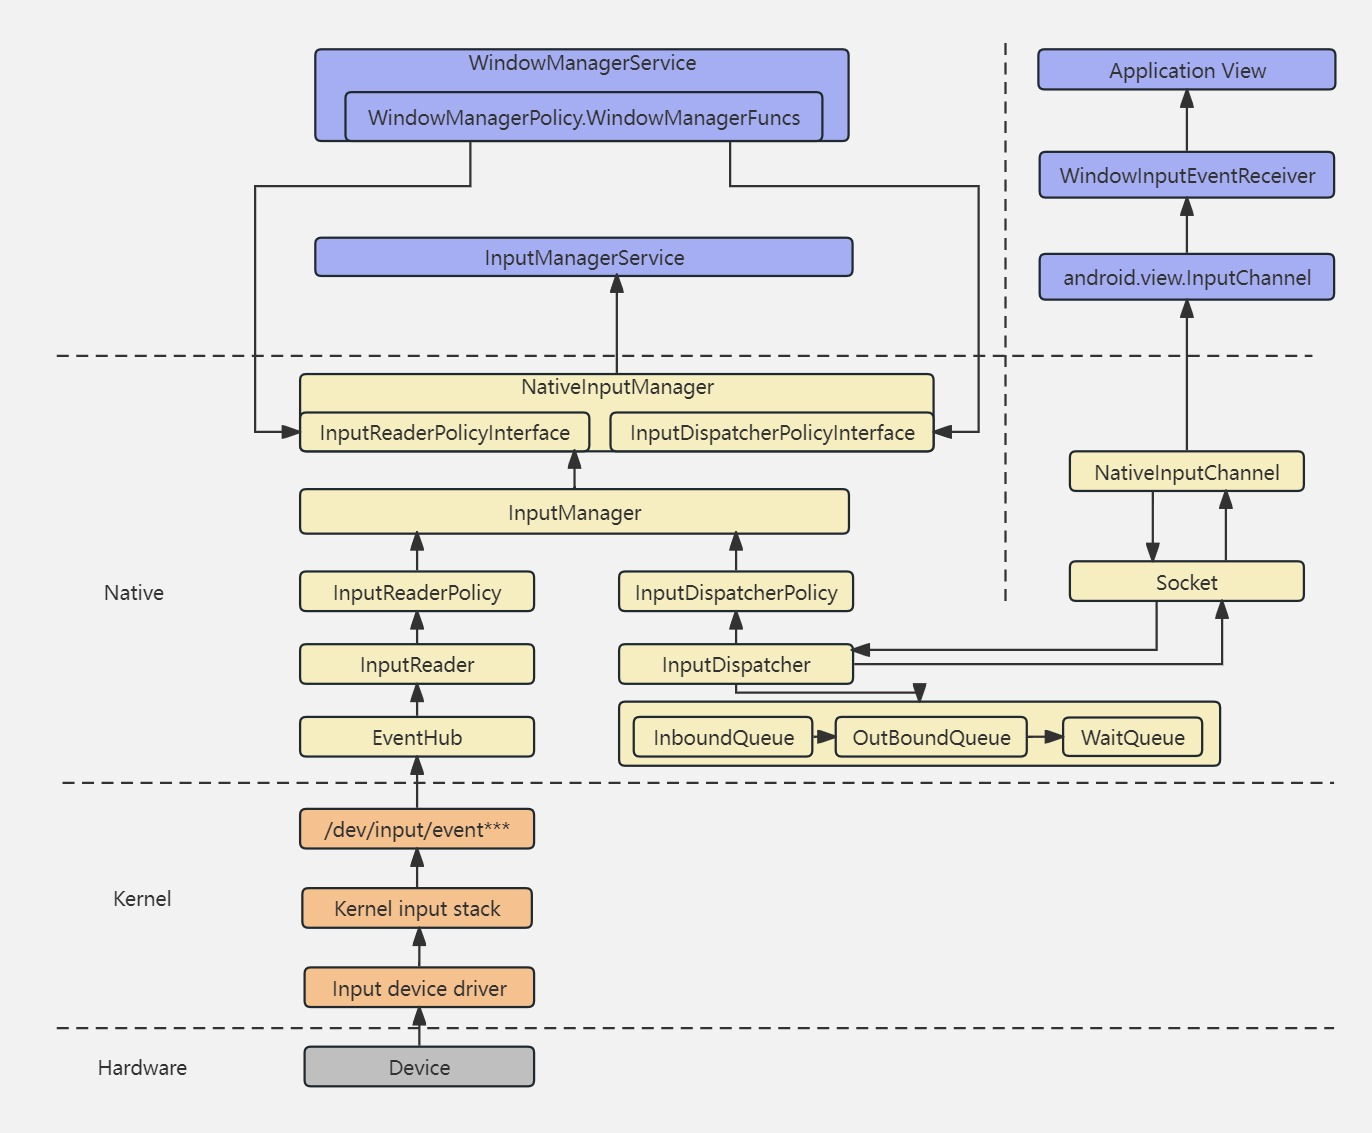 WindowManagerService
WindowManagerPolicy.WindowManagerFuncs
Application View
WindowInputEventReceiver
InputManagerService
android.view.InputChannel
NativeInputManager
InputReaderPolicyInterface
InputDispatcherPolicyInterface
NativeInputChannel
InputManager
Native
InputReaderPolicy
InputDispatcherPolicy
Socket
InputReader
InputDispatcher
EventHub
InboundQueue
OutBoundQueue
WaitQueue
/dev/input/event***
Kernel
Kernel input stack
Input device driver
Hardware
Device